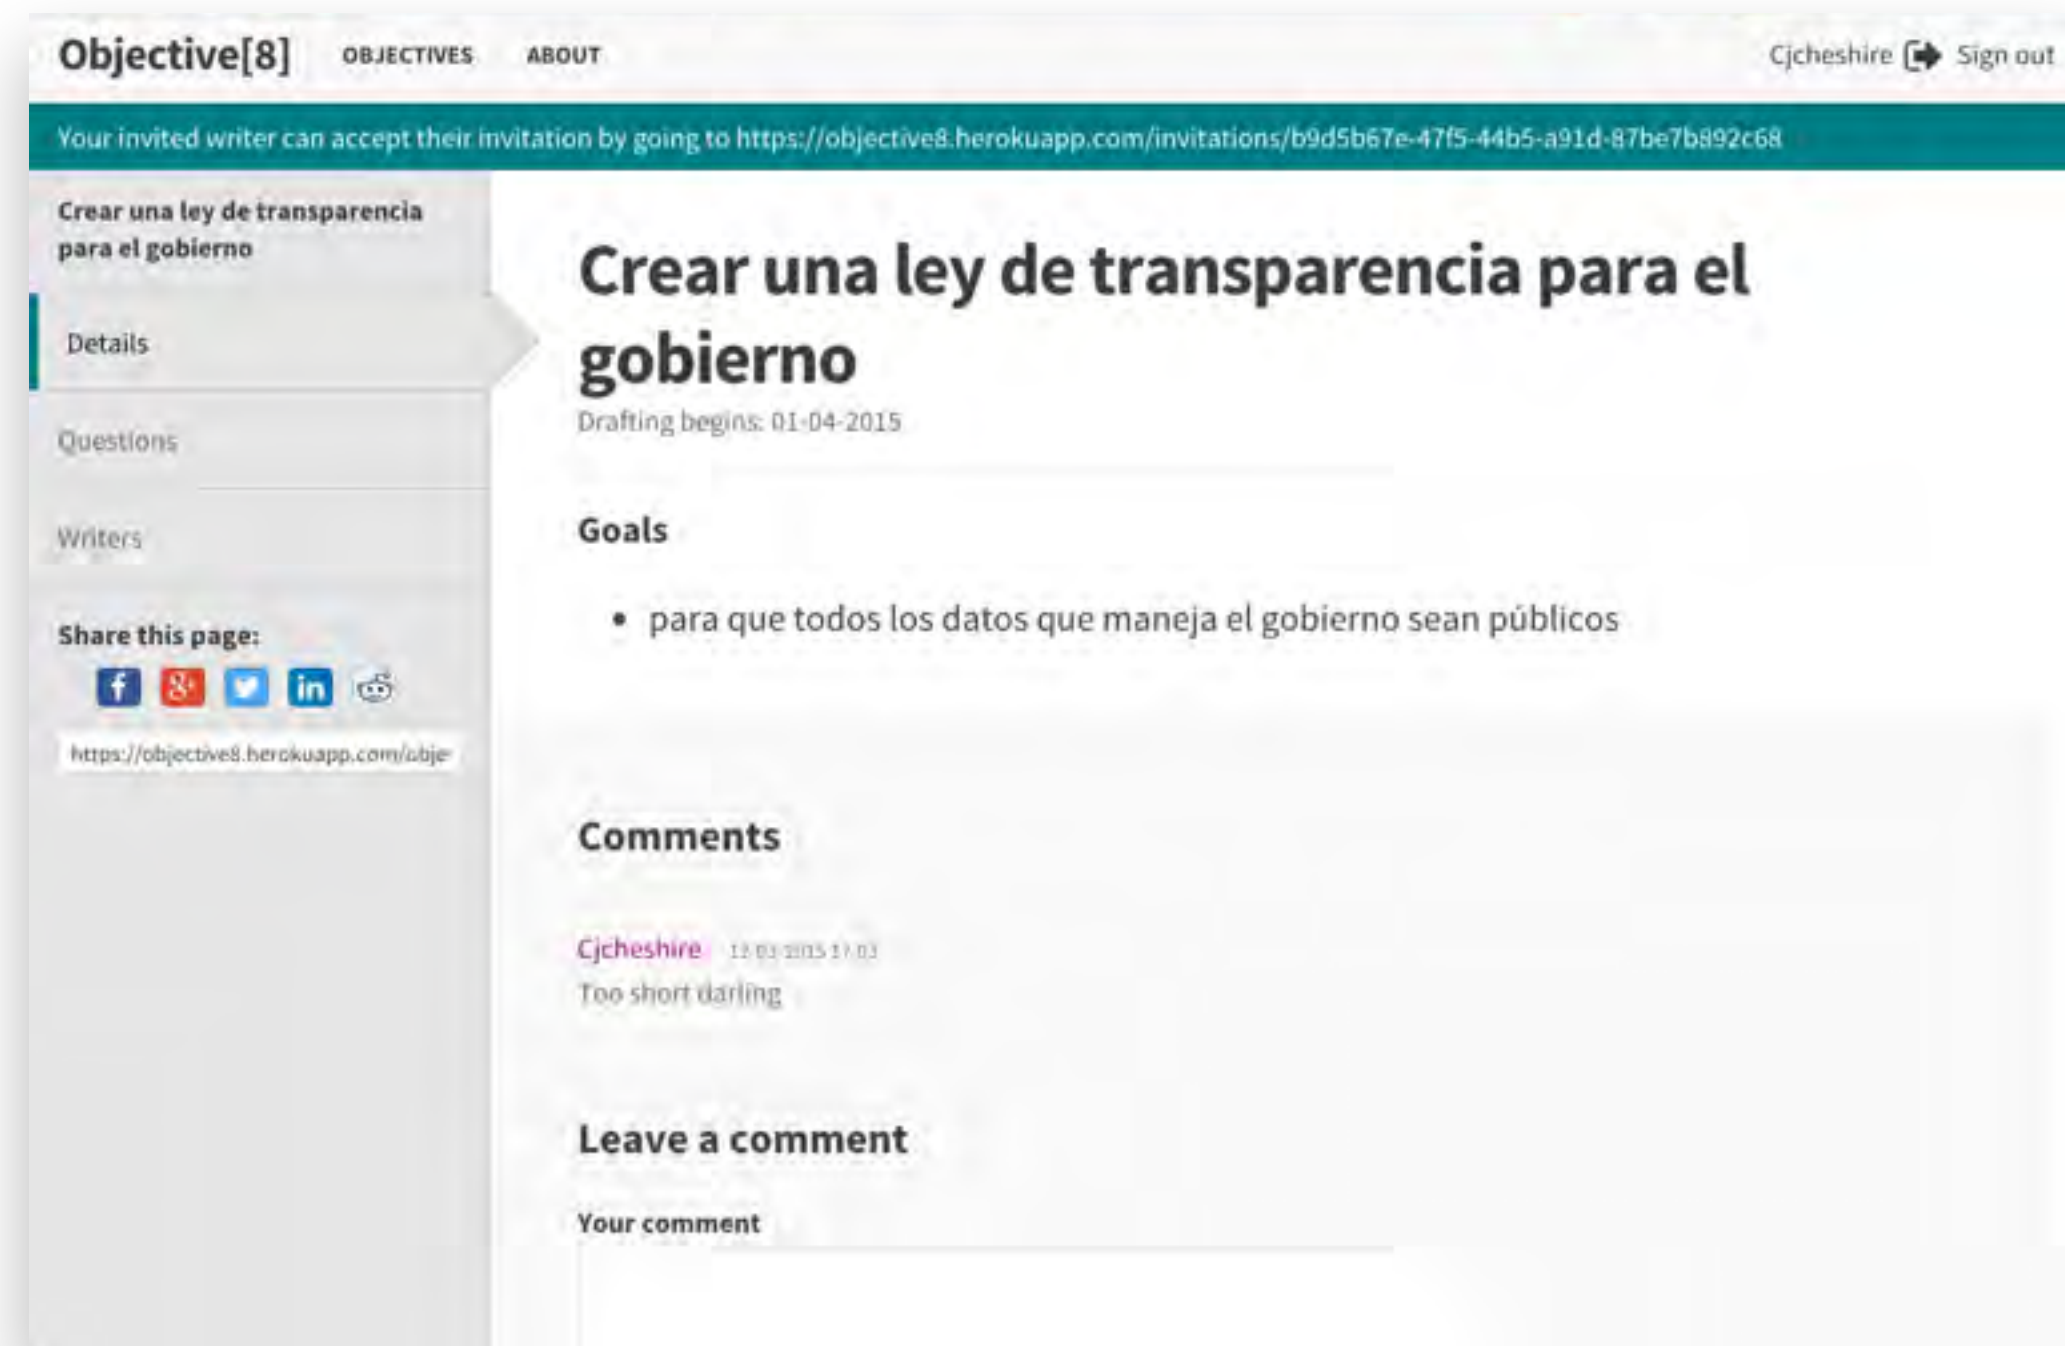 Objective[8] OBJECTIVES ABOUT Cjcheshire Sign out
Your invited writer can accept their invitation by going to https://objective8.herokuapp.com/invitations/b9d5b67e-47f5-44b5-a91d-87be7b892c68
Crear una ley de transparencia
para el gobierno
Details
Questions
Writers
Share this page:
https://objective8.herokuapp.com/obje
Crear una ley de transparencia para el
gobierno
Drafting begins: 01-04-2015
Goals
• para que todos los datos que maneja el gobierno sean públicos
Comments
Cjcheshire
Too short darling
Leave a comment
Your comment